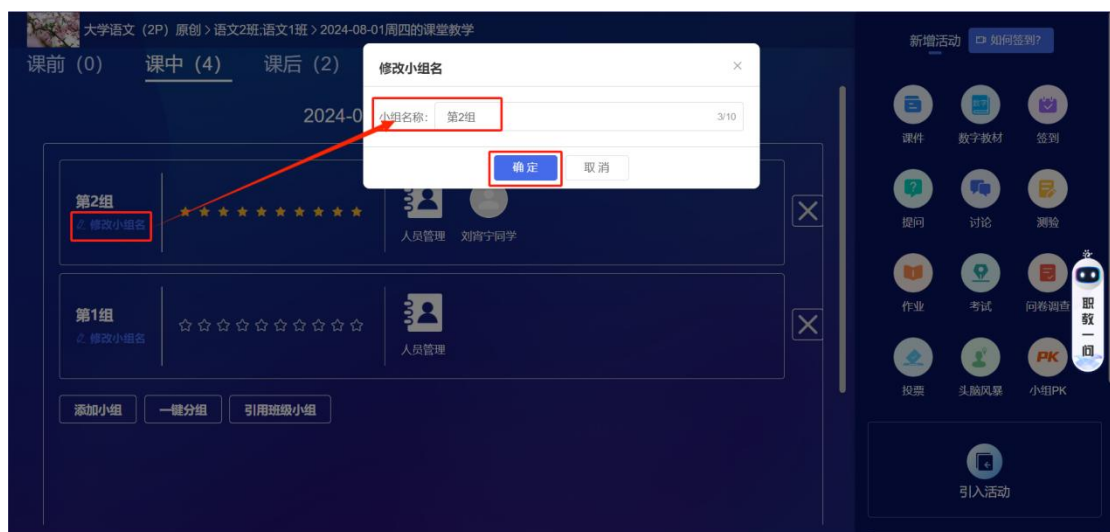 大学语文（2P）原创>语文2班;语文1班>2024-08-01周四的课堂教学
课前（0） 课中（4） 课后（2）
2024-0
修改小组名
小组名称: 第2组 3/10
确定 取消
第2组
修改小组名
人员管理 刘宵宁同学
第1组
修改小组名
人员管理
添加小组 一键分组 引用班级小组
新增活动 如何签到?
课件 数字教材 签到
提问 讨论 测验
作业 考试 问卷调查
投票 头脑风暴 小组PK
PK
引入活动
职教一问